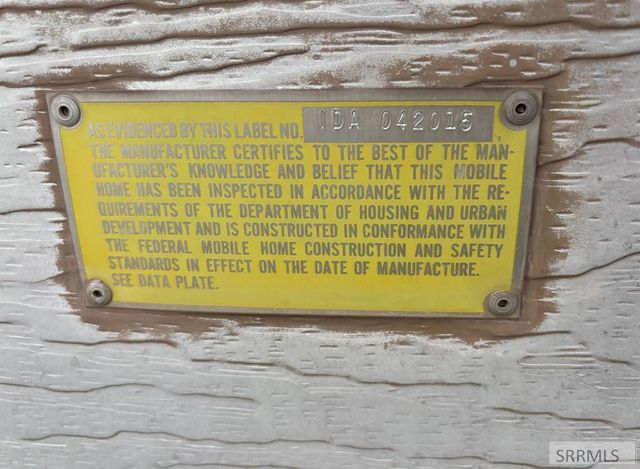 AS EVIDENCED BY THIS LABEL NO. IDA 042015
THE MANUFACTURER CERTIFIES TO THE BEST OF THE MAN-
UFACTURER'S KNOWLEDGE AND BELIEF THAT THIS MOBILE
HOME HAS BEEN INSPECTED IN ACCORDANCE WITH THE RE-
QUIREMENTS OF THE DEPARTMENT OF HOUSING AND URBAN
DEVELOPMENT AND IS CONSTRUCTED IN CONFORMANCE WITH
THE FEDERAL MOBILE HOME CONSTRUCTION AND SAFETY
STANDARDS IN EFFECT ON THE DATE OF MANUFACTURE.
SEE DATA PLATE.
SRRMLS